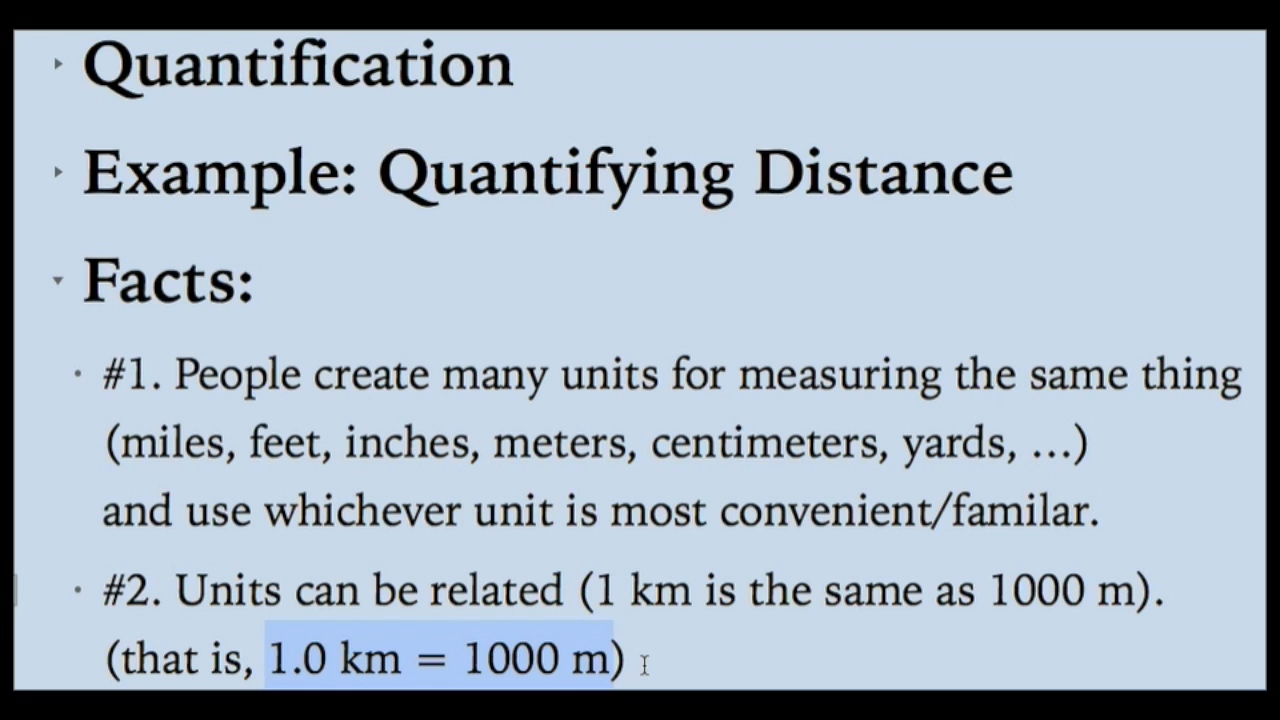 Quantification
Example: Quantifying Distance
Facts:
#1. People create many units for measuring the same thing
(miles, feet, inches, meters, centimeters, yards, ...)
and use whichever unit is most convenient/familar.
#2. Units can be related (1 km is the same as 1000 m).
(that is, 1.0 km = 1000 m)